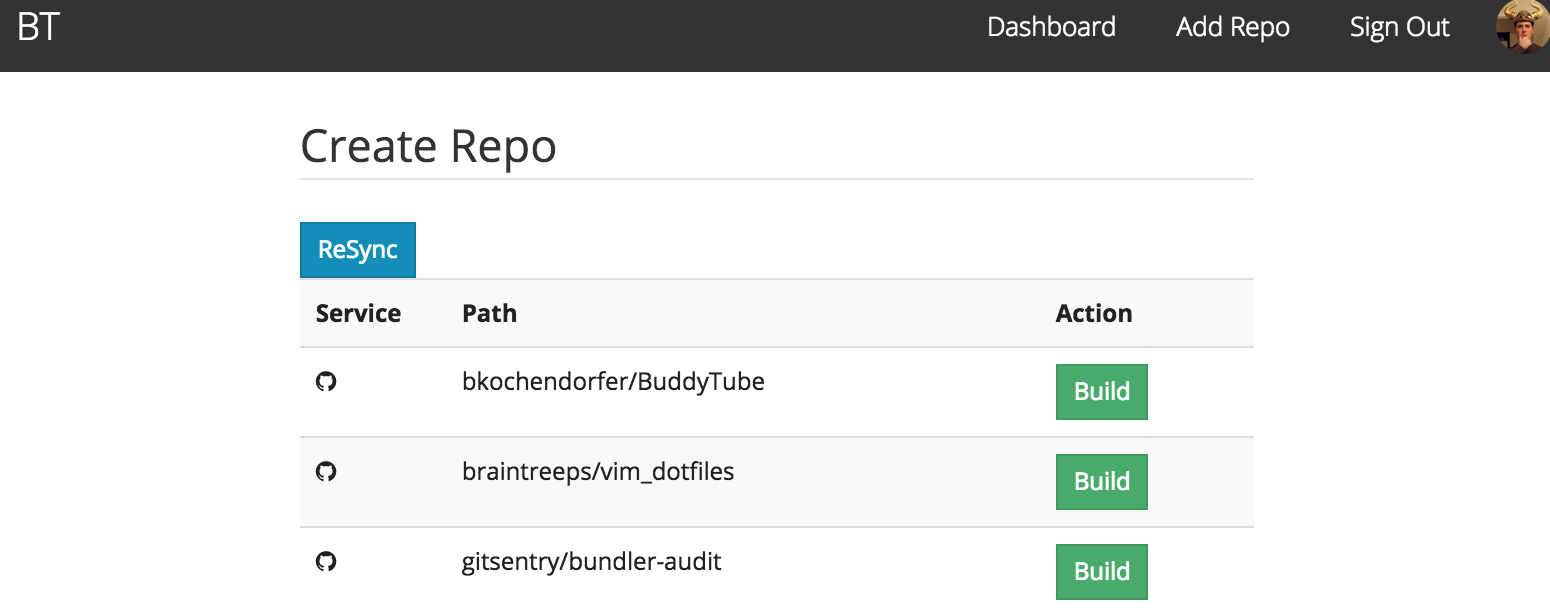 BT Dashboard Add Repo Sign Out
Create Repo
ReSync
Service Path Action
bkochendorfer/BuddyTube Build
braintreeps/vim_dotfiles Build
gitsentry/bundler-audit Build